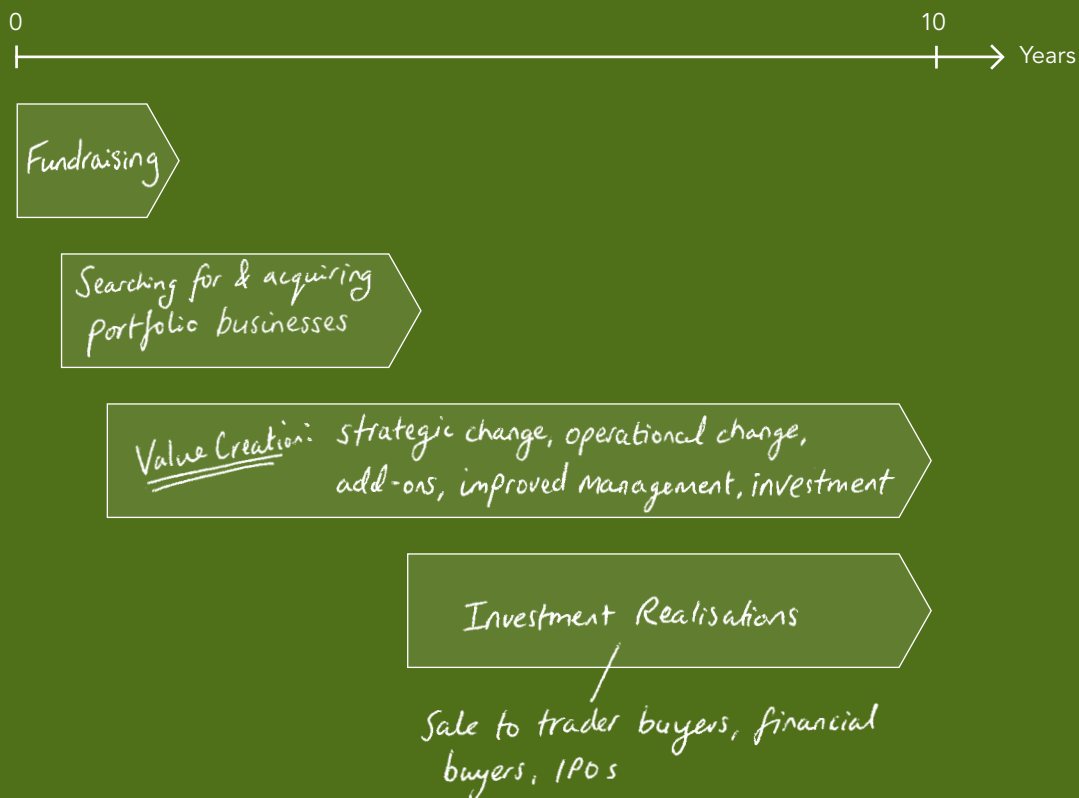 0
10
Years
Fundraising
Searching for & acquiring
portfolio businesses
Value Creation: strategic change, operational change,
add-ons, improved management, investment
Investment Realisations
Sale to trader buyers, financial
buyers, IPOs